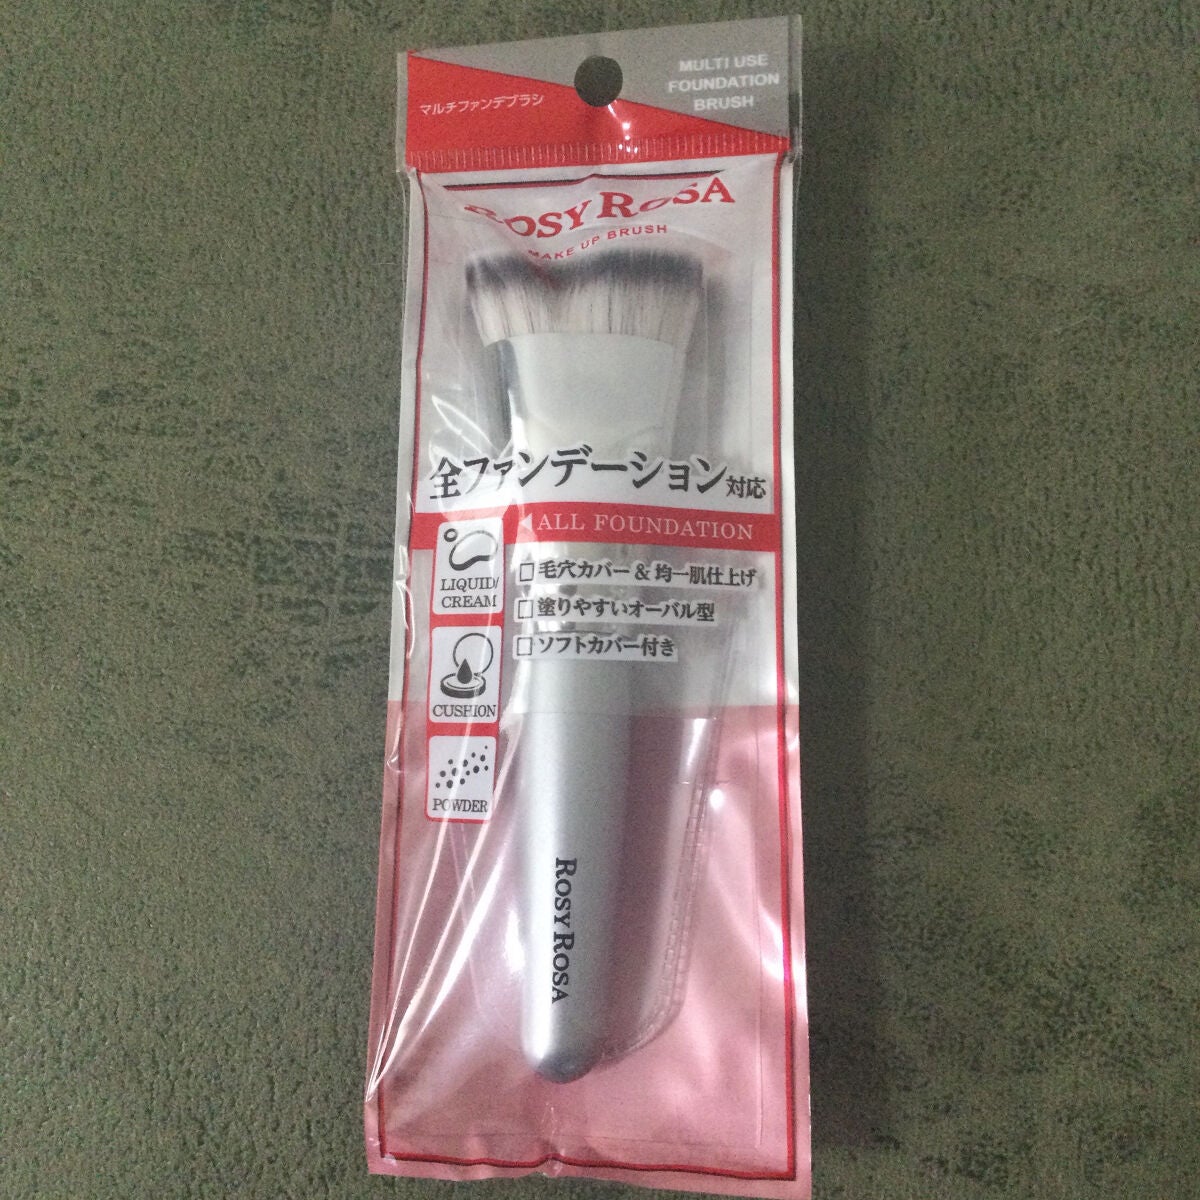 マルチファンデブラシ
MULTI USE
FOUNDATION
BRUSH
ROSY ROSA
MAKE UP BRUSH
全ファンデーション対応
ALL FOUNDATION
LIQUID/
CREAM
CUSHION
POWDER
□毛穴カバー&均一肌仕上げ
□塗りやすいオーバル型
□ソフトカバー付き
ROSY ROSA